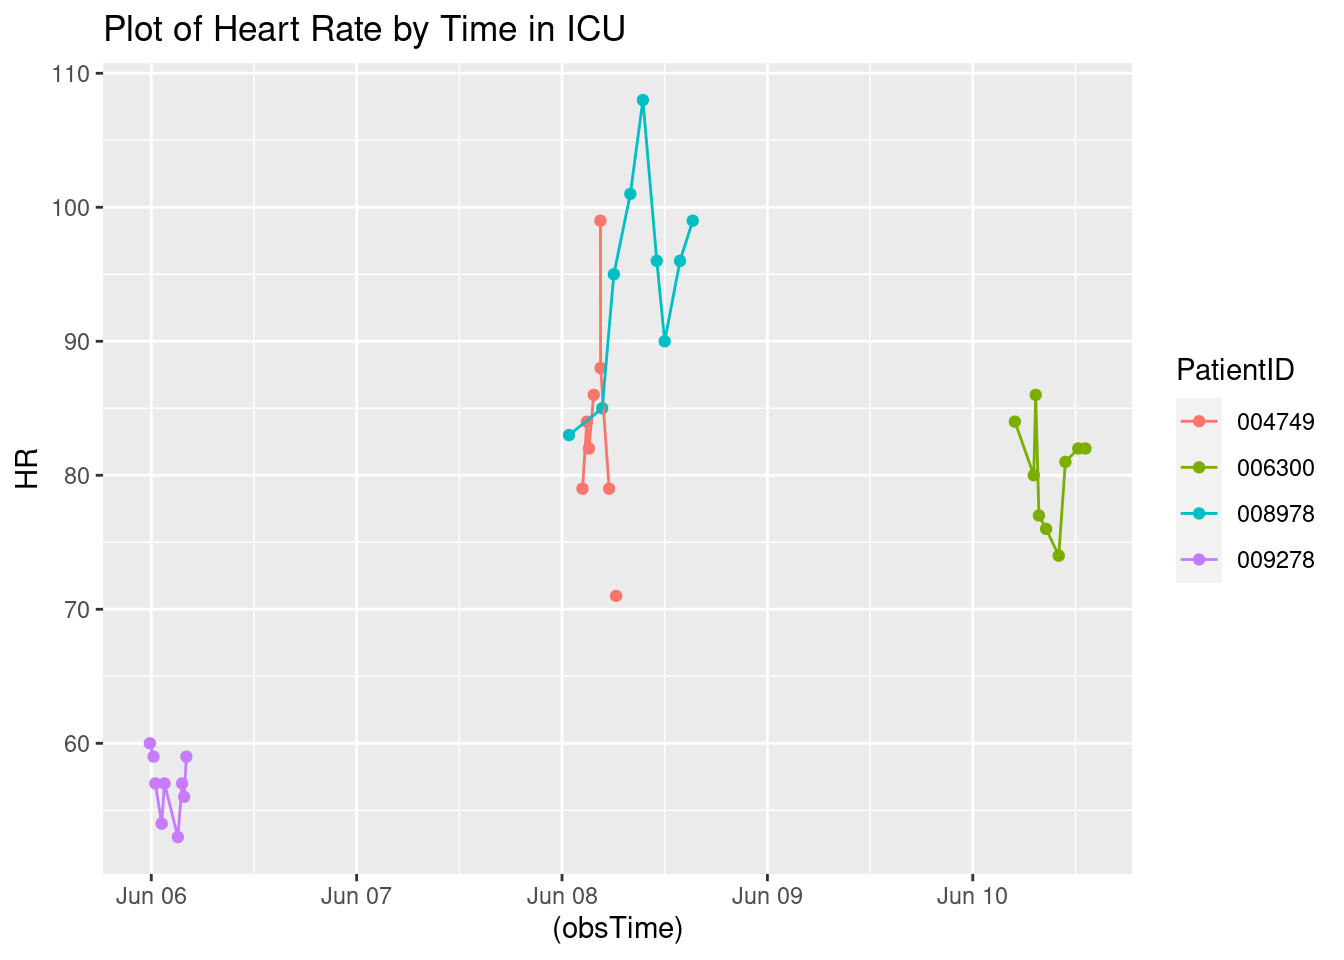 Plot of Heart Rate by Time in ICU
110
100
90
80
70
60
HR
Jun 06 Jun 07 Jun 08 Jun 09 Jun 10
(obsTime)
PatientID
004749
006300
008978
009278